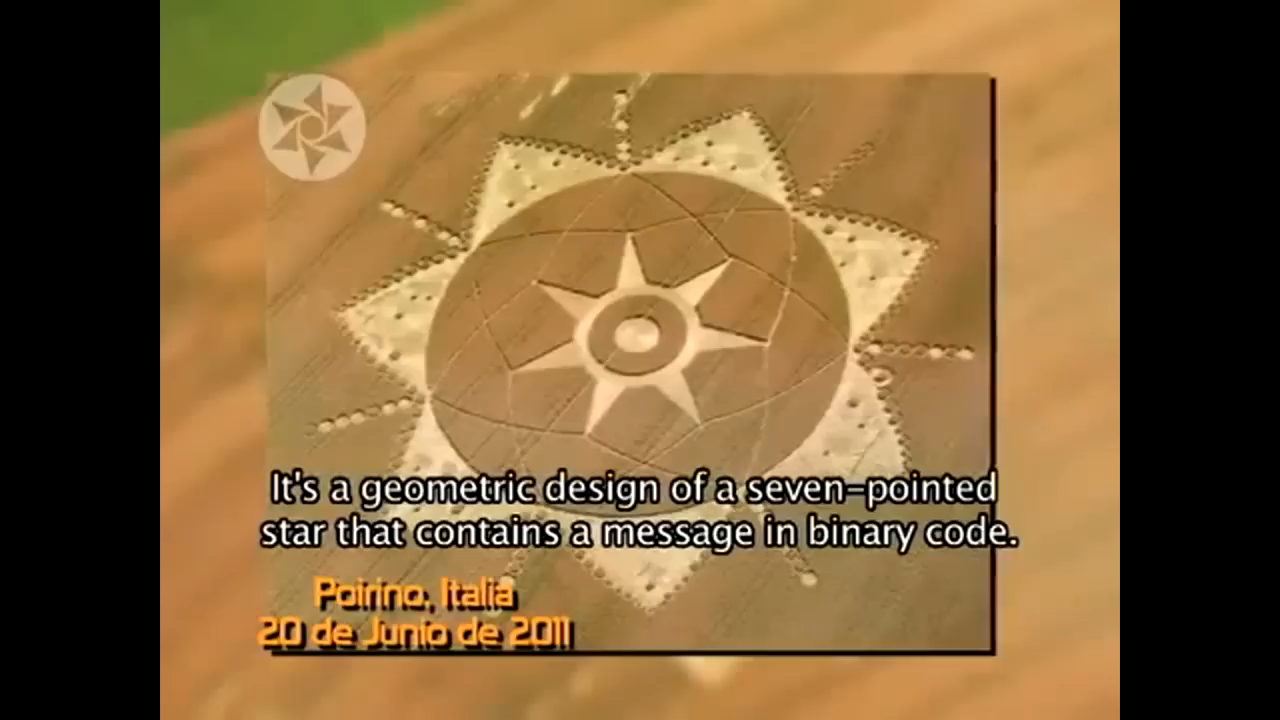 It's a geometric design of a seven-pointed
star that contains a message in binary code.
Poirino, Italia
20 de Junio de 2011